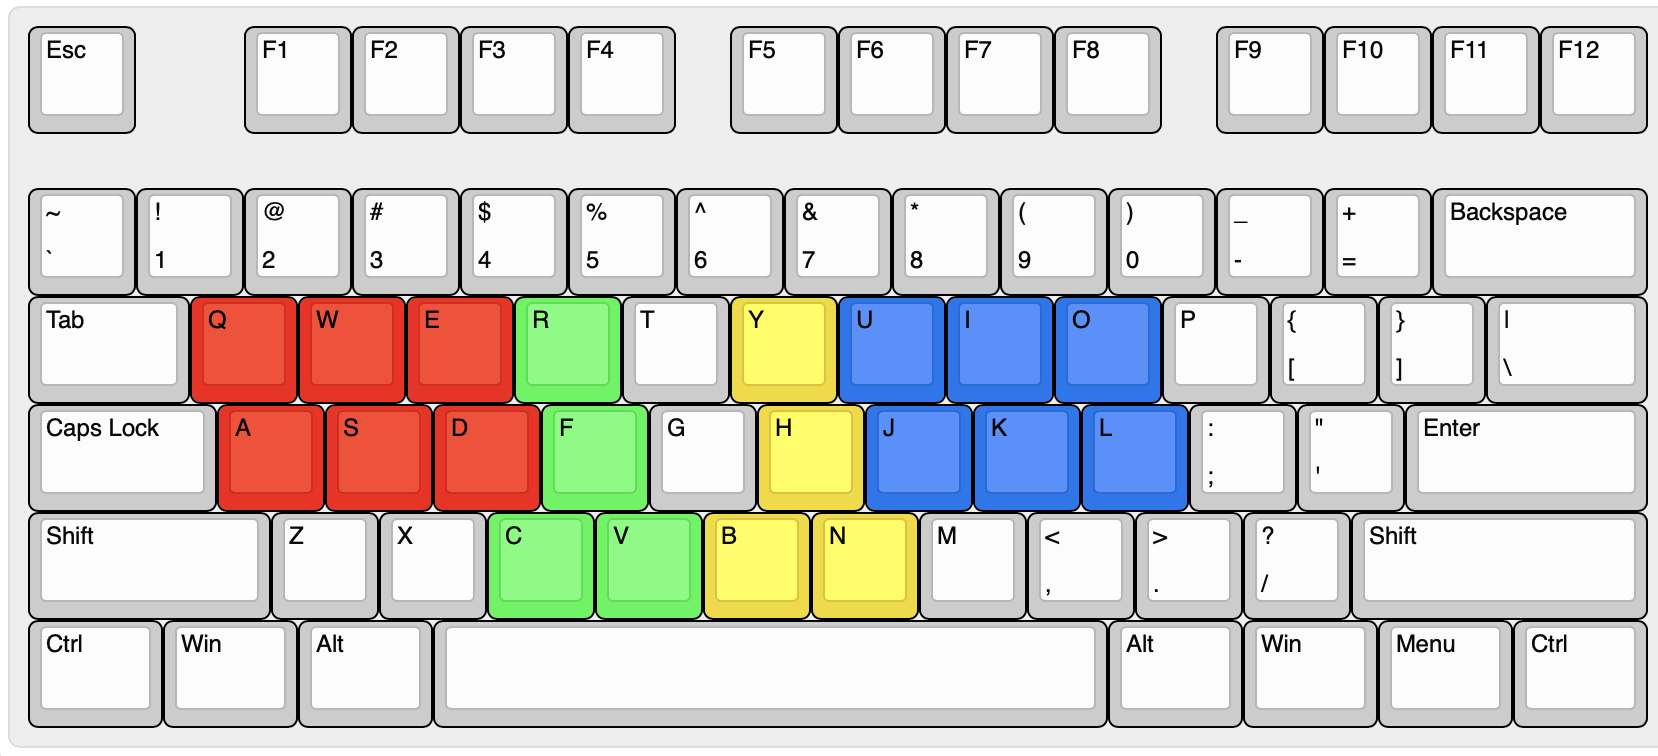 Esc F1 F2 F3 F4 F5 F6 F7 F8 F9 F10 F11 F12
~ ! @ # $ % ^ & * ( ) _ + Backspace
` 1 2 3 4 5 6 7 8 9 0 - =
Tab Q W E R T Y U I O P { } |
[ ] \
Caps Lock A S D F G H J K L : " Enter
; '
Shift Z X C V B N M < > ? Shift
, . /
Ctrl Win Alt Alt Win Menu Ctrl